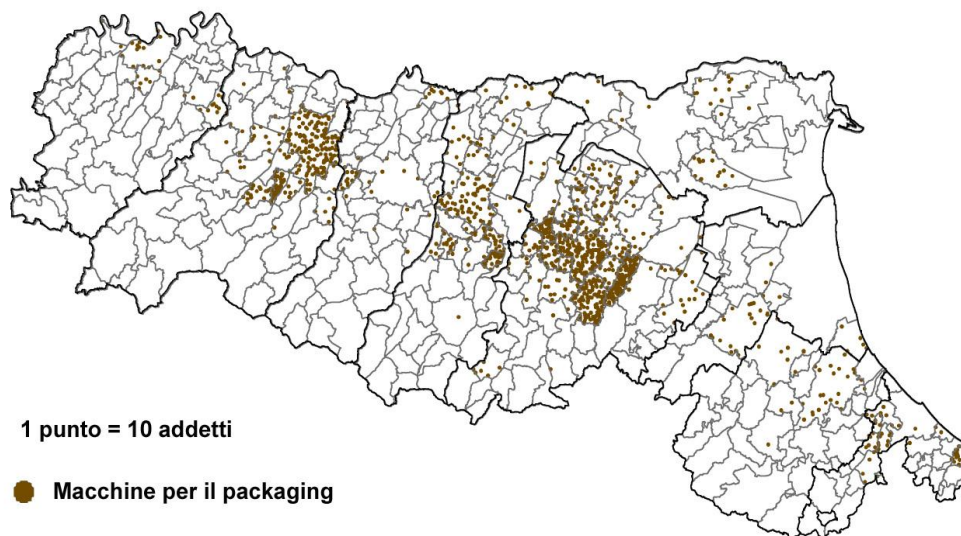 1 punto = 10 addetti
Macchine per il packaging